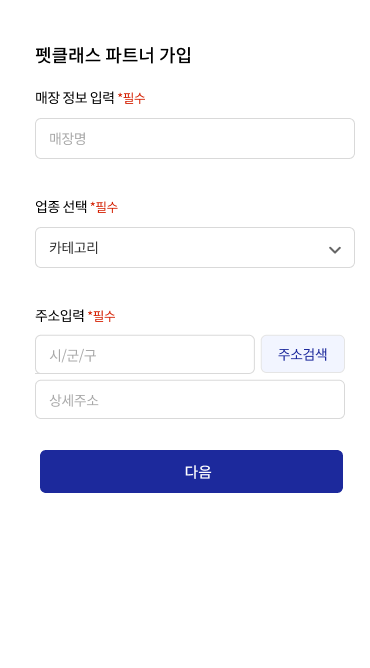 펫클래스 파트너 가입
매장 정보 입력 *필수
매장명
업종 선택 *필수
카테고리
주소입력 *필수
시/군/구
주소검색
상세주소
다음